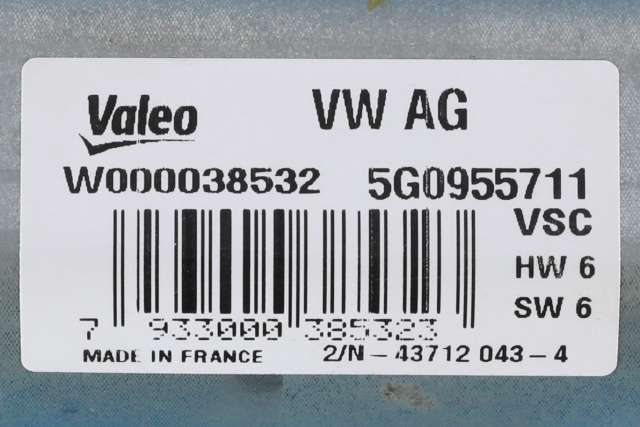 Valeo VW AG
W000038532 5G0955711
VSC
HW 6
SW 6
7 933000 385323
MADE IN FRANCE 2/N - 43712 043 - 4